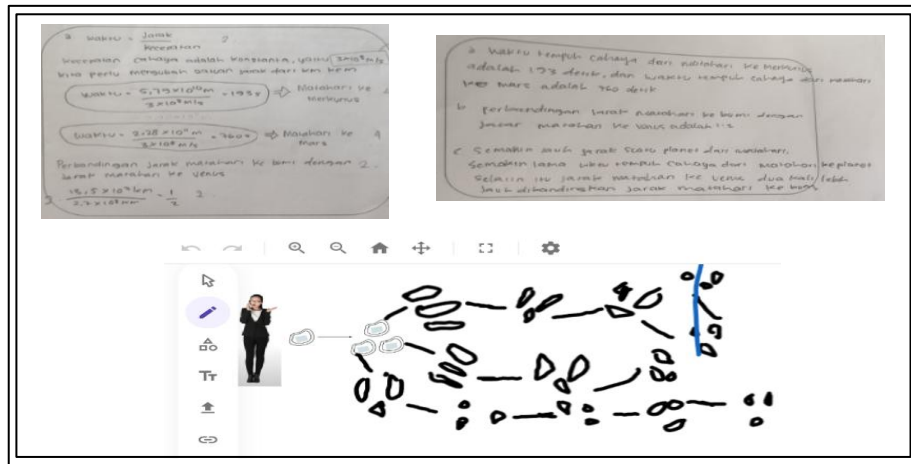 waktu = Jarak / kecepatan 2
kecepatan cahaya adalah konstanta, yaitu 3x10⁸ m/s
kita perlu mengubah satuan jarak dari km ke m
waktu = 5,79 x 10¹⁰ m / 3 x 10⁸ m/s = 193 s ⇒ Matahari ke Merkurius
waktu = 2,28 x 10¹¹ m / 3 x 10⁸ m/s = 760 s ⇒ Matahari ke Mars
Perbandingan jarak matahari ke bumi dengan 2
Jarak matahari ke venus
= 1/2 2
a waktu tempuh cahaya dari matahari ke merkurius
adalah 193 detik, dan waktu tempuh cahaya dari matahari
ke mars adalah 760 detik
b perbandingan jarak matahari ke bumi dengan
jarak matahari ke venus adalah 1:2
c. Semakin jauh jarak suatu planet dari matahari,
semakin lama waktu tempuh cahaya dari matahari ke planet
selain itu jarak matahari ke venus dua kali lebih
jauh dibandingkan jarak matahari ke bumi
Tт